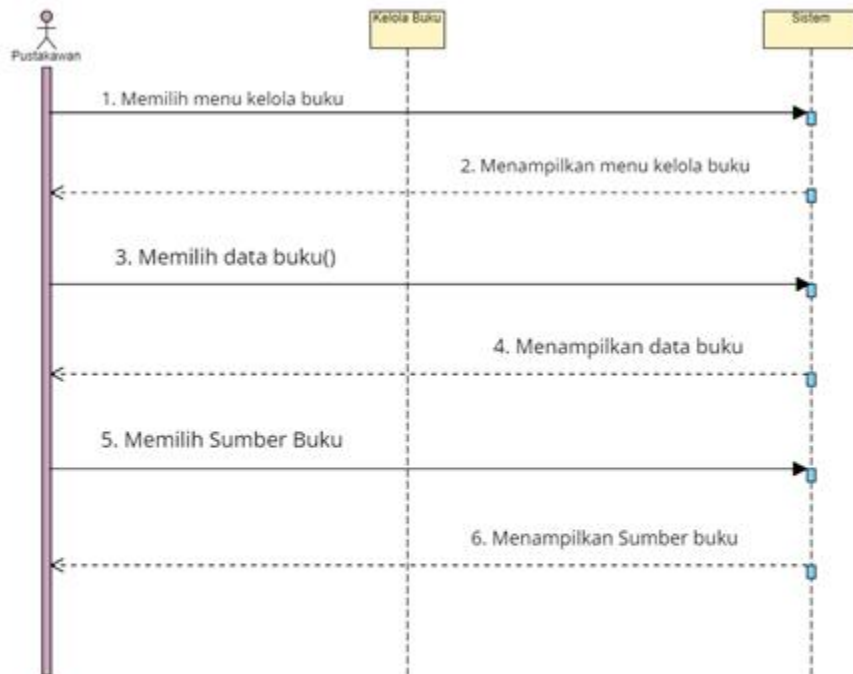 Pustakawan
Kelola Buku
Sistem
1. Memilih menu kelola buku
2. Menampilkan menu kelola buku
3. Memilih data buku()
4. Menampilkan data buku
5. Memilih Sumber Buku
6. Menampilkan Sumber buku